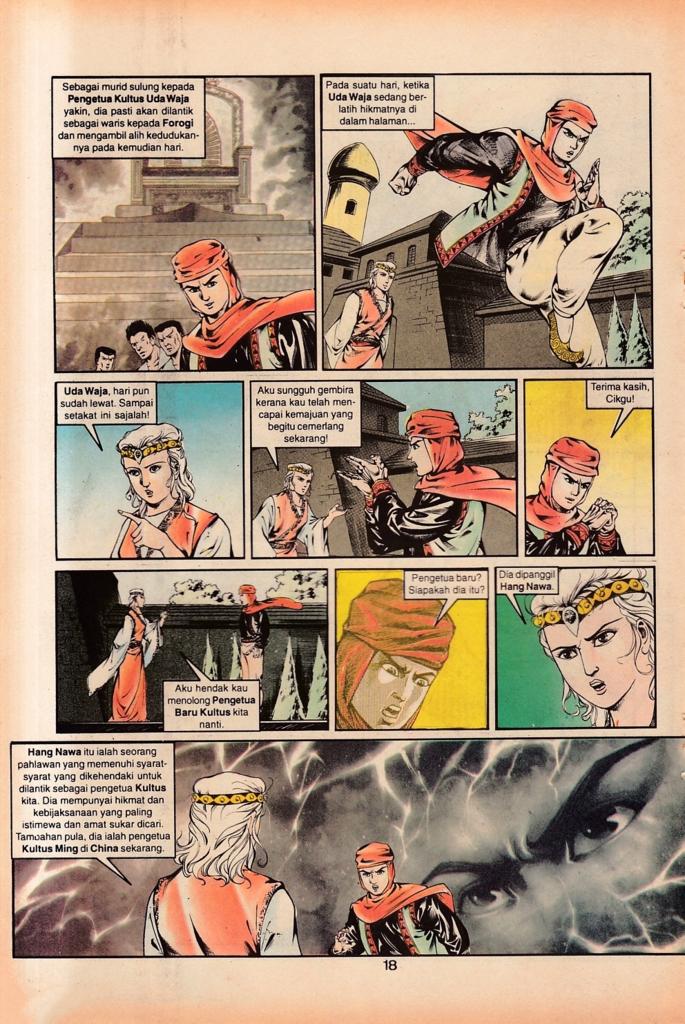 Sebagai murid sulung kepada
Pengetua Kultus Uda Waja
yakin, dia pasti akan dilantik
sebagai waris kepada Forogi
dan mengambil alih kedudukan-
nya pada kemudian hari.
Pada suatu hari, ketika
Uda Waja sedang ber-
latih hikmatnya di
dalam halaman...
Uda Waja, hari pun
sudah lewat. Sampai
setakat ini sajalah!
Aku sungguh gembira
kerana kau telah men-
capai kemajuan yang
begitu cemerlang
sekarang!
Terima kasih,
Cikgu!
Aku hendak kau
menolong Pengetua
Baru Kultus kita
nanti.
Pengetua baru?
Siapakah dia itu?
Dia dipanggil
Hang Nawa.
Hang Nawa itu ialah seorang
pahlawan yang memenuhi syarat-
syarat yang dikehendaki untuk
dilantik sebagai pengetua Kultus
kita. Dia mempunyai hikmat dan
kebijaksanaan yang paling
istimewa dan amat sukar dicari.
Tambahan pula, dia ialah pengetua
Kultus Ming di China sekarang.
18